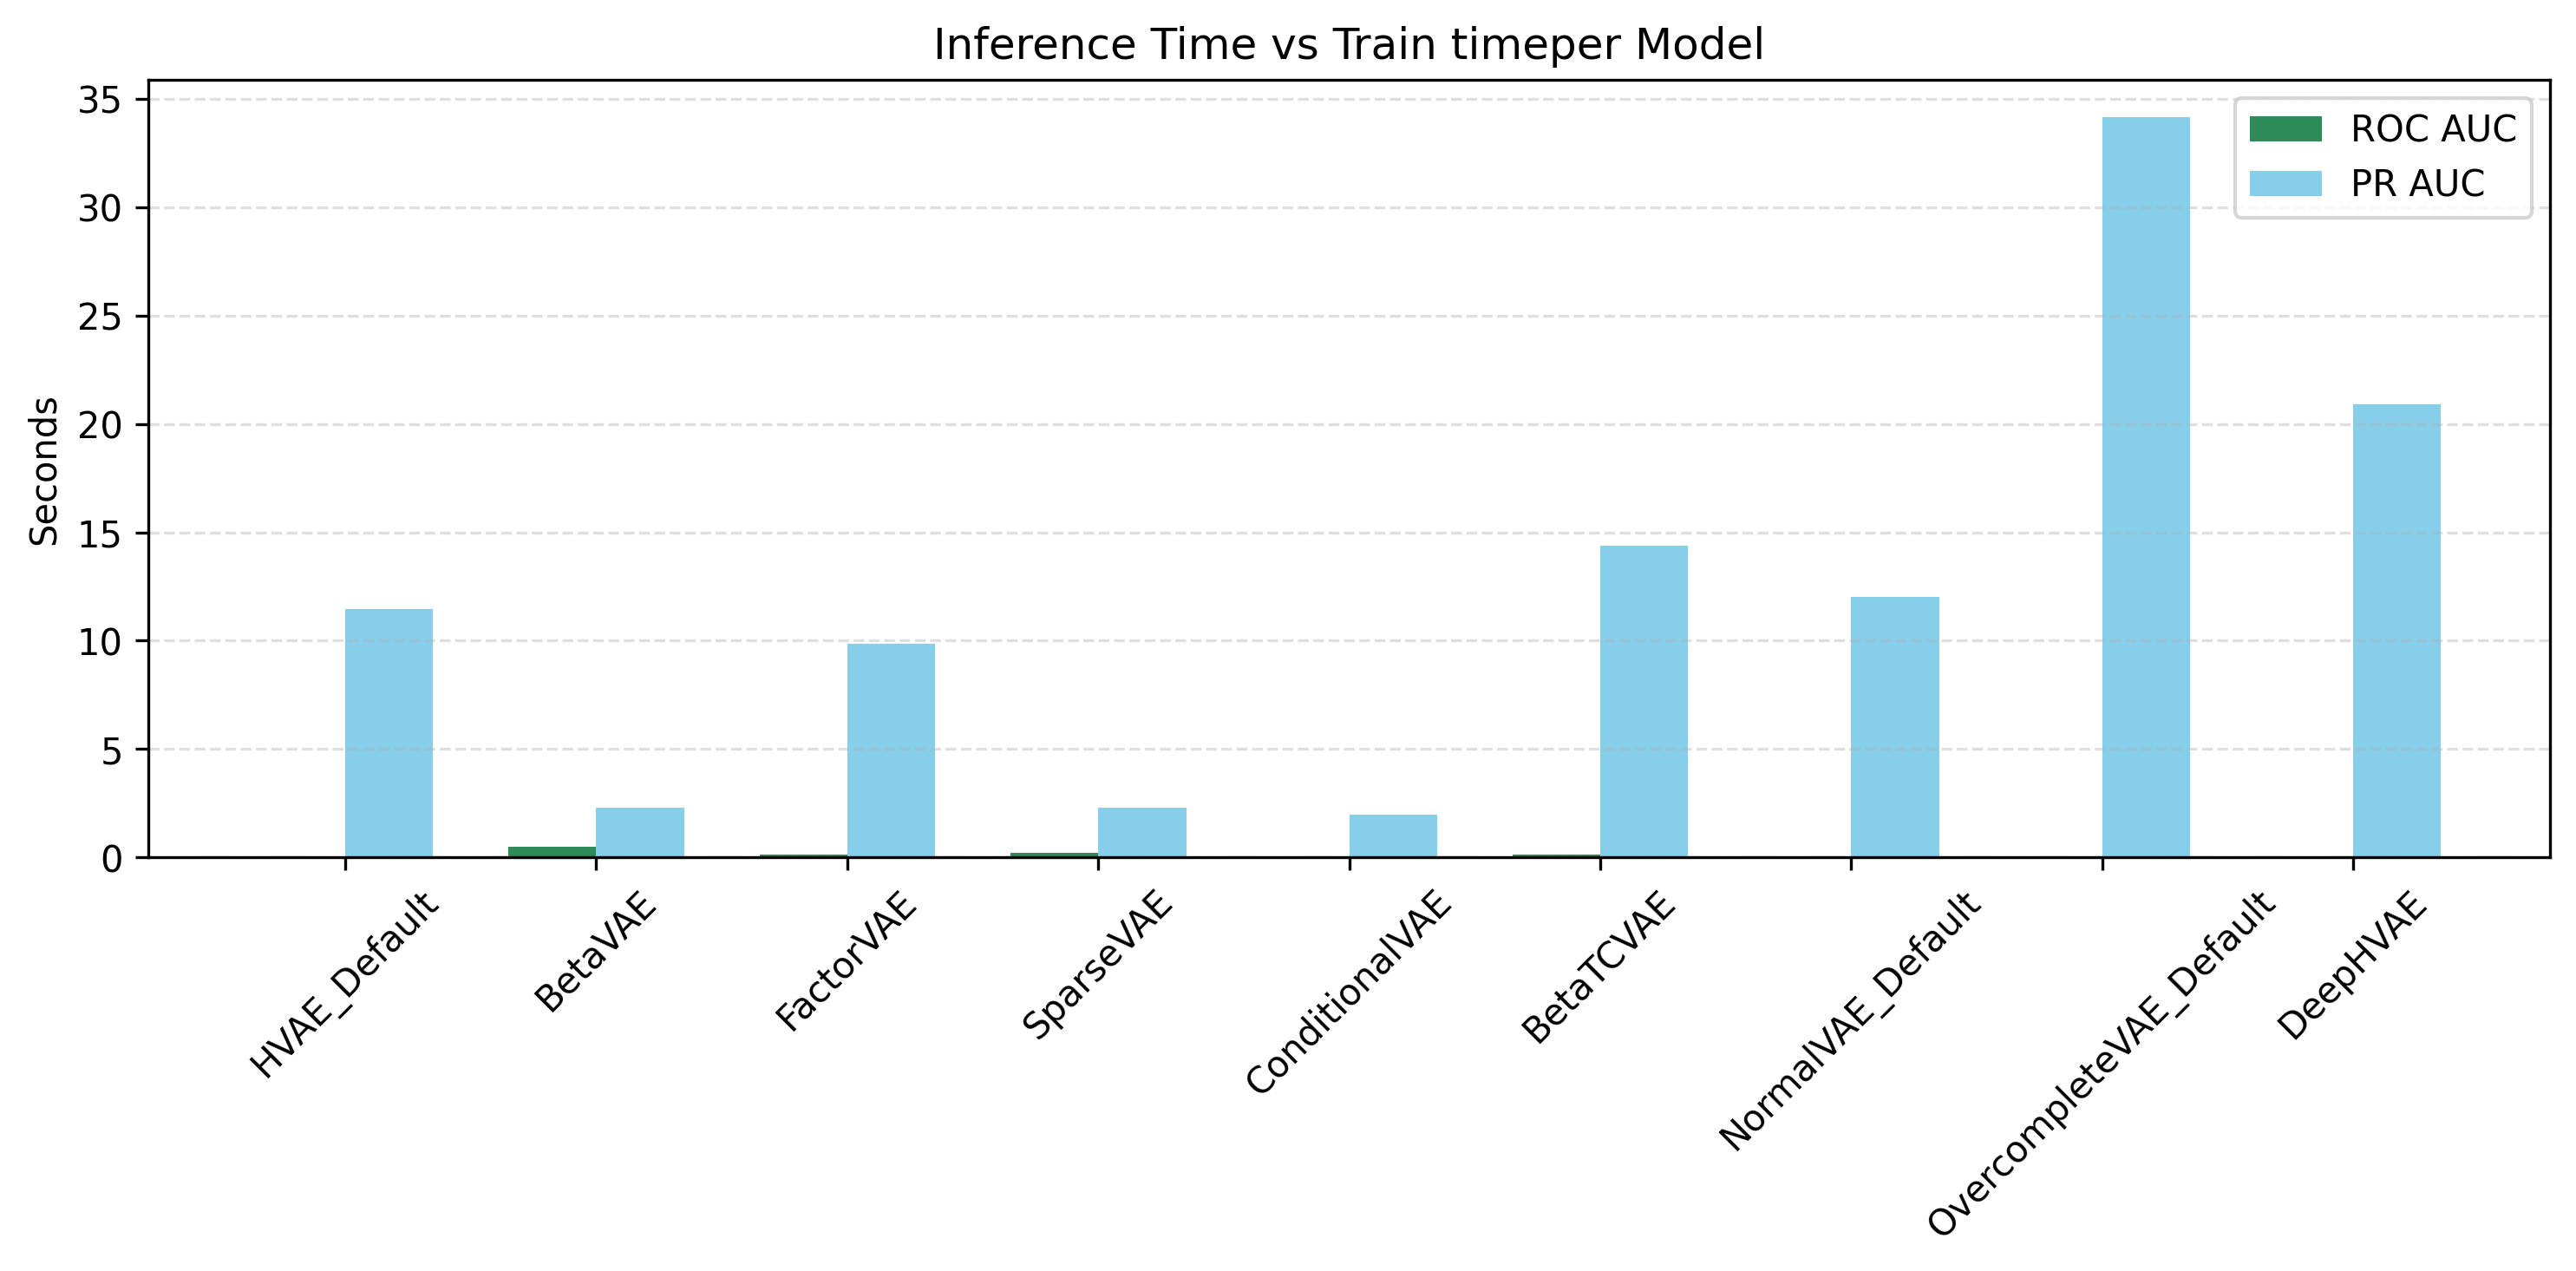 Inference Time vs Train timeper Model
35
30
25
20
15
10
5
0
Seconds
ROC AUC
PR AUC
HVAE_Default
BetaVAE
FactorVAE
SparseVAE
ConditionalVAE
BetaTCVAE
NormalVAE_Default
OvercompleteVAE_Default
DeepHVAE